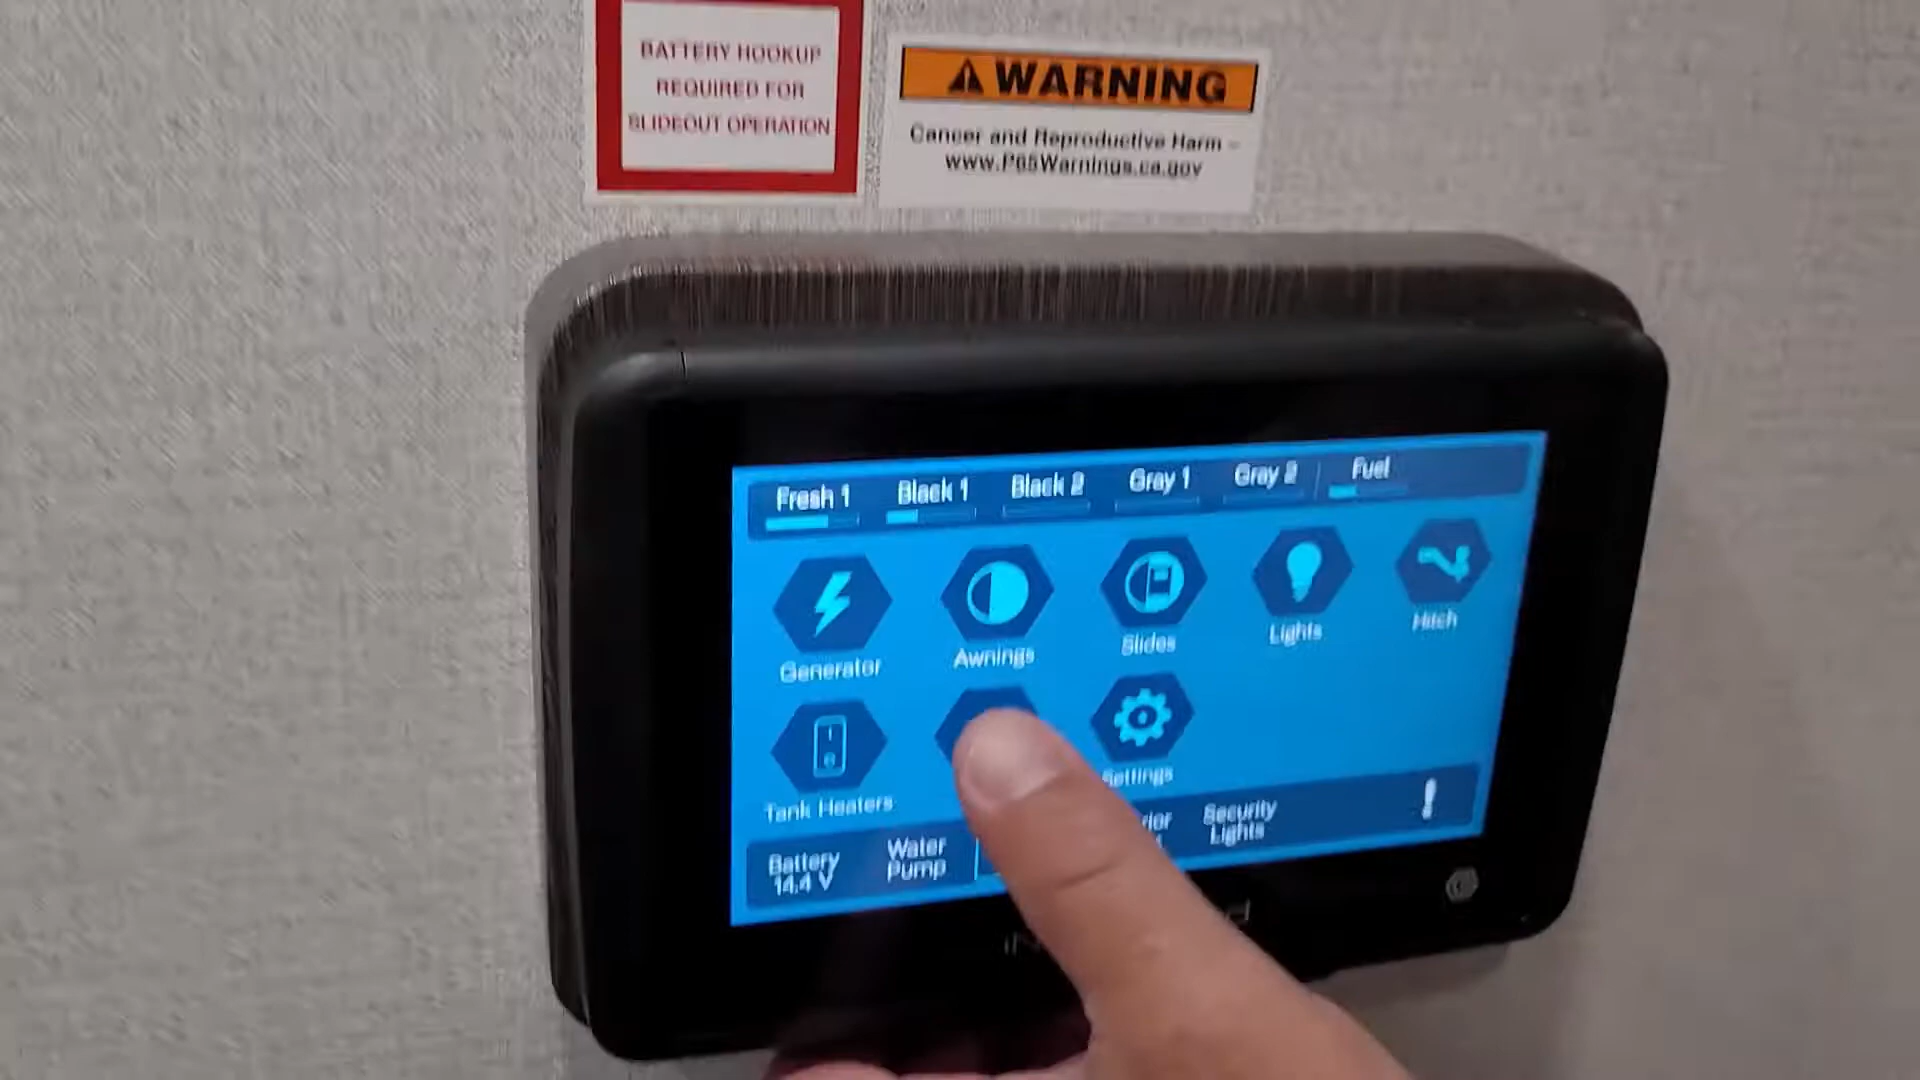 BATTERY HOOKUP
REQUIRED FOR
SLIDEOUT OPERATION
WARNING
Cancer and Reproductive Harm -
www.P65Warnings.ca.gov
Fresh 1 Black 1 Black 2 Gray 1 Gray 2 Fuel
Generator Awnings Slides Lights Hitch
Tank Heaters Settings
Battery
14.4 V
Water
Pump
Security
Lights